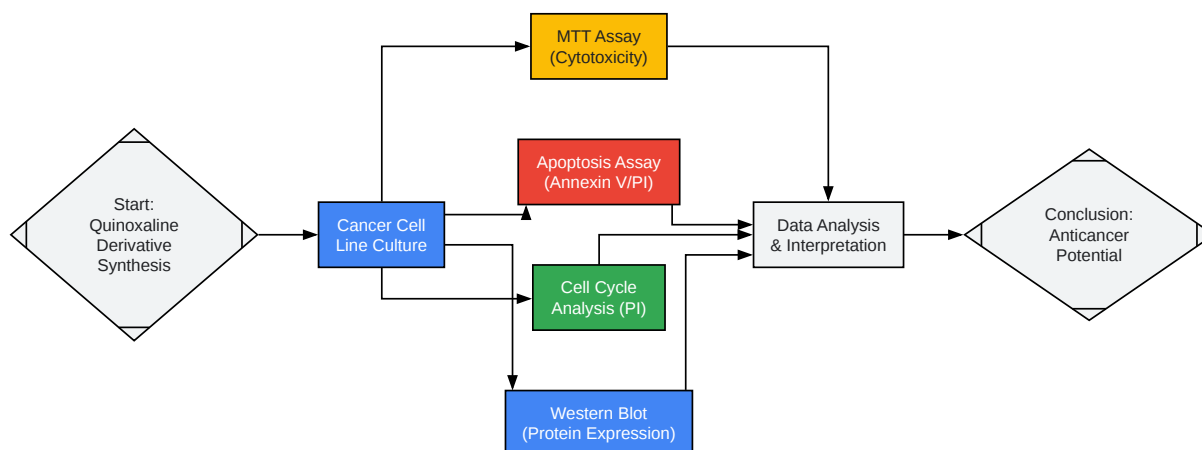 Start:
Quinoxaline
Derivative
Synthesis
Cancer Cell
Line Culture
MTT Assay
(Cytotoxicity)
Apoptosis Assay
(Annexin V/PI)
Cell Cycle
Analysis (PI)
Western Blot
(Protein Expression)
Data Analysis
& Interpretation
Conclusion:
Anticancer
Potential